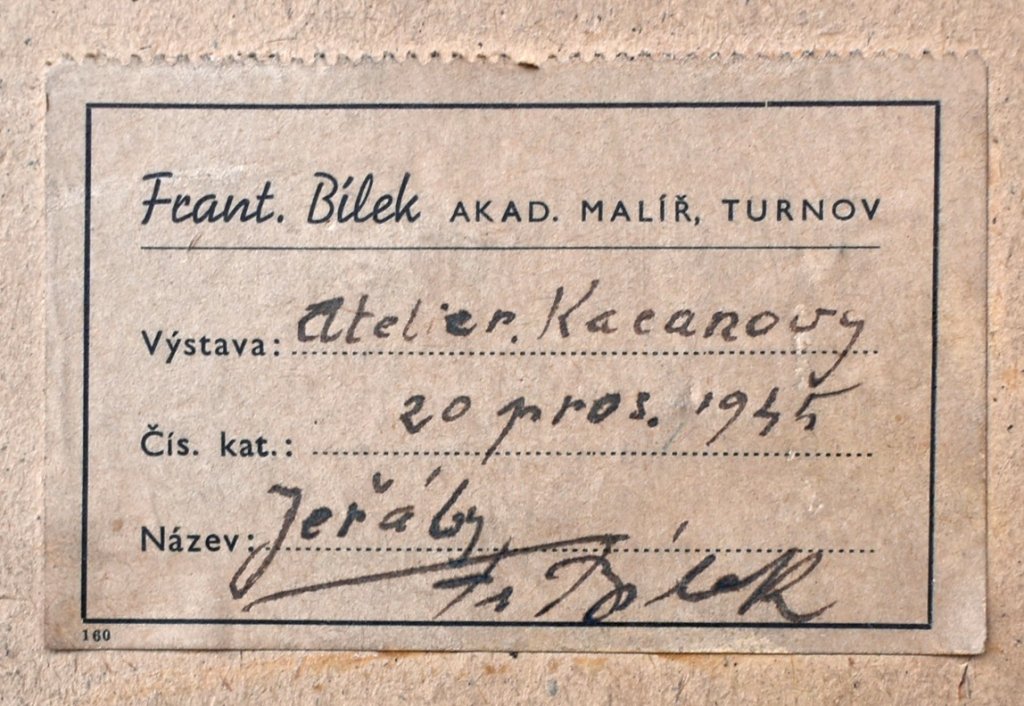 Frant. Bílek AKAD. MALÍŘ, TURNOV
Výstava: Atelier. Kacanovy
Čís. kat.: 20 pros. 1945
Název: Jeřáby
Fr Bílek
160